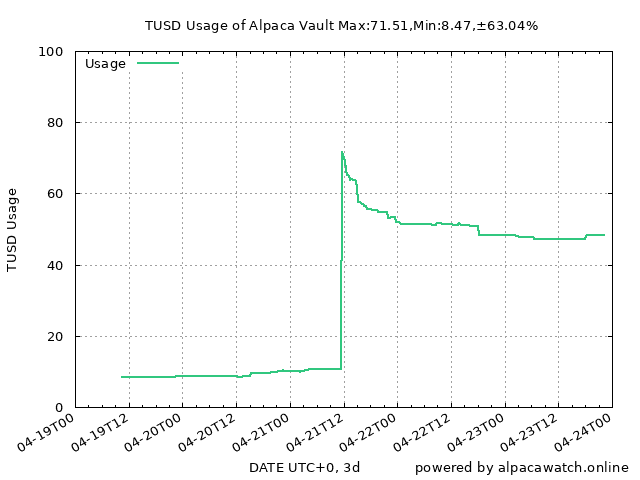 TUSD Usage of Alpaca Vault Max:71.51,Min:8.47,±63.04%
Usage
100
80
60
40
20
0
TUSD Usage
04-19T00
04-19T12
04-20T00
04-20T12
04-21T00
04-21T12
04-22T00
04-22T12
04-23T00
04-23T12
04-24T00
DATE UTC+0, 3d
powered by alpacawatch.online